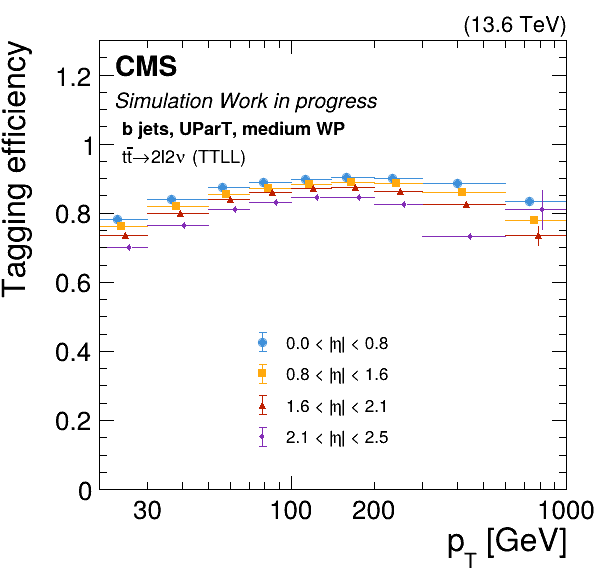 (13.6 TeV)
CMS
Simulation Work in progress
b jets, UParT, medium WP
tt̄→2l2ν (TTLL)
Tagging efficiency
1.2
1
0.8
0.6
0.4
0.2
0
0.0 < |η| < 0.8
0.8 < |η| < 1.6
1.6 < |η| < 2.1
2.1 < |η| < 2.5
30 100 200 1000
p_T [GeV]